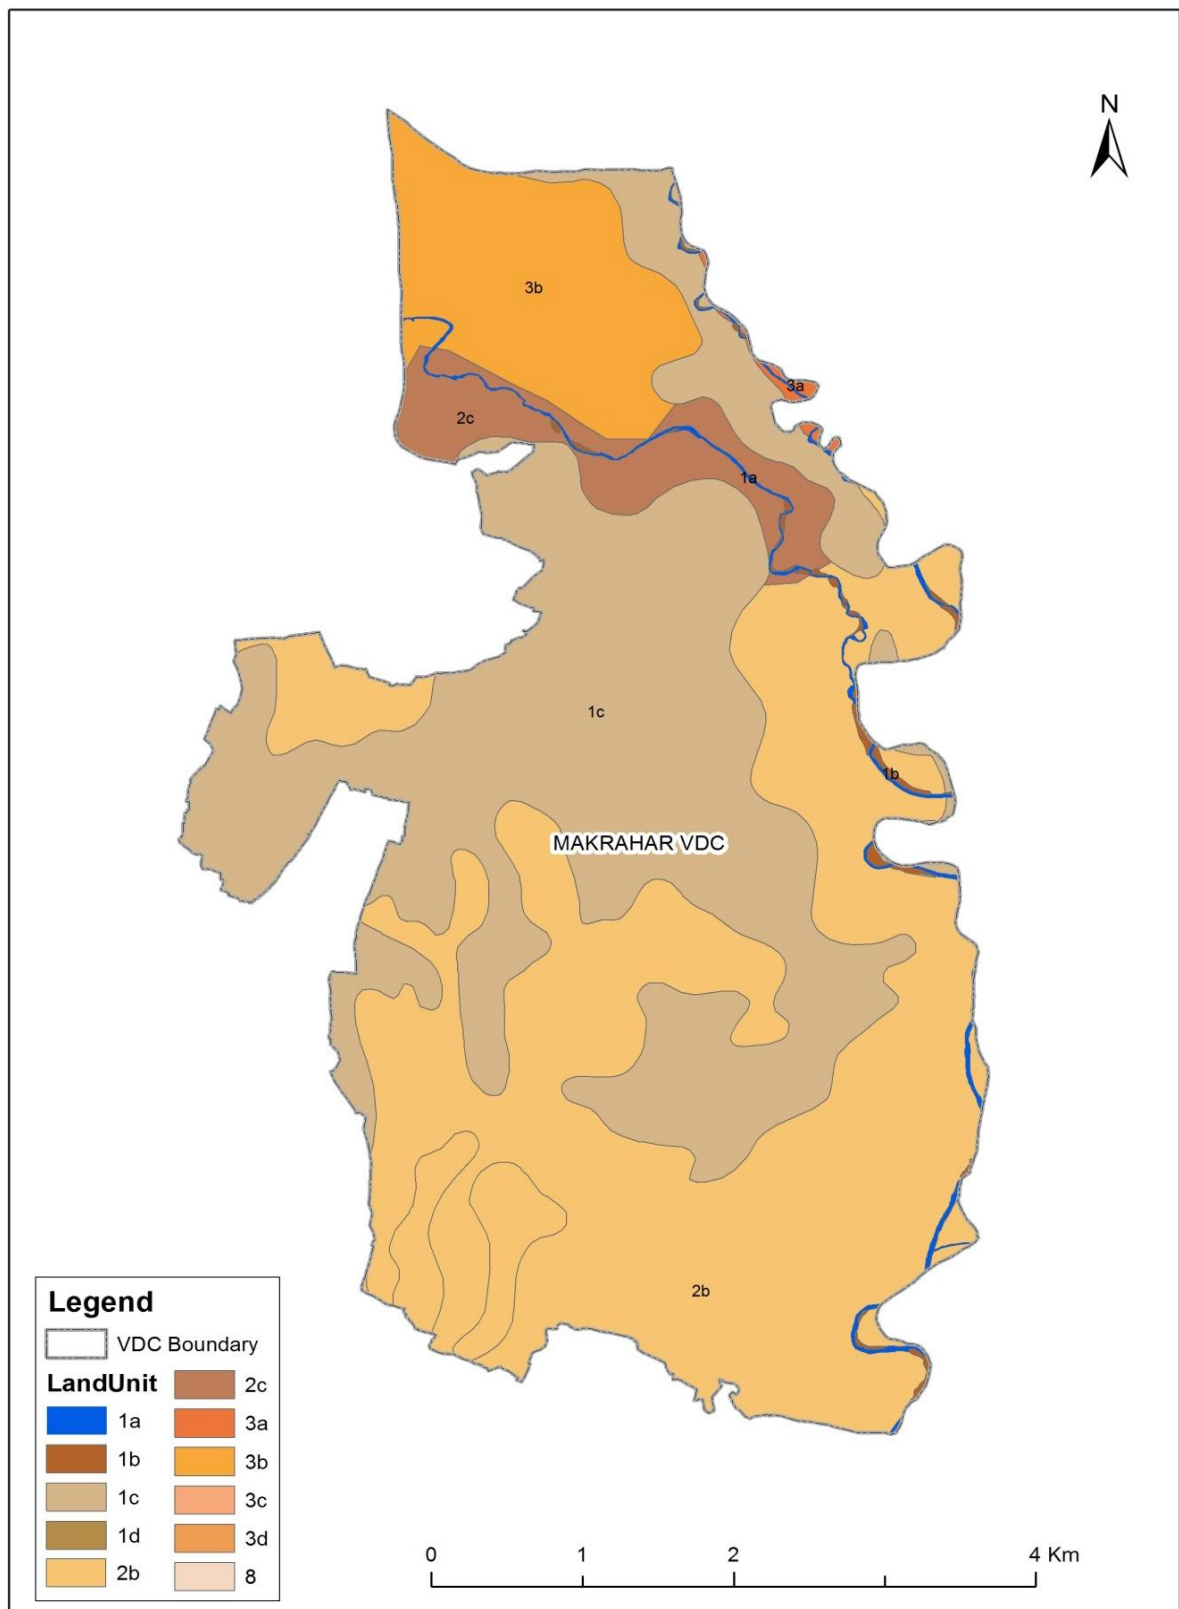 N
3b
3a
2c
1a
1c
1b
MAKRAHAR VDC
2b
Legend
VDC Boundary
LandUnit
1a
1b
1c
1d
2b
2c
3a
3b
3c
3d
8
0 1 2 4 Km